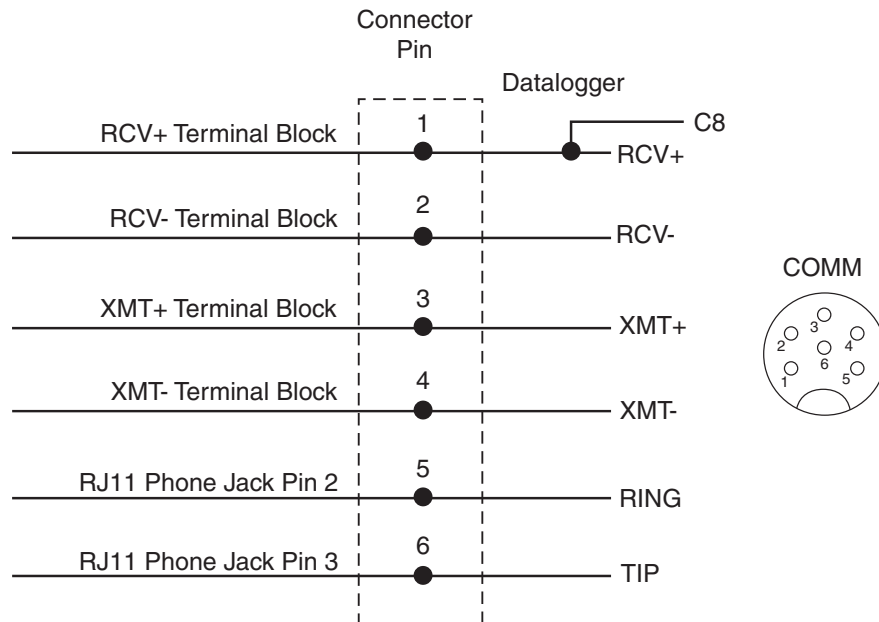 Connector
Pin
Datalogger
RCV+ Terminal Block
1
C8
RCV+
RCV- Terminal Block
2
RCV-
COMM
XMT+ Terminal Block
3
XMT+
3
2
4
6
1
5
XMT- Terminal Block
4
XMT-
RJ11 Phone Jack Pin 2
5
RING
RJ11 Phone Jack Pin 3
6
TIP